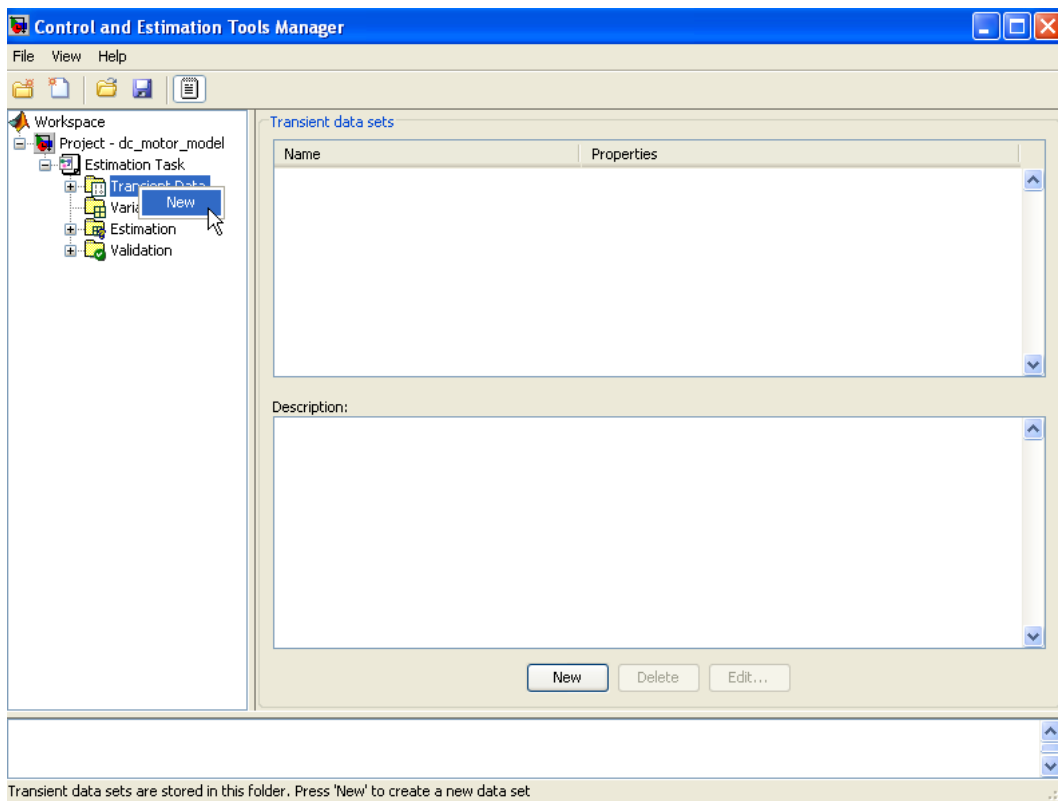 Control and Estimation Tools Manager
File View Help
Workspace
Project - dc_motor_model
Estimation Task
Transient Data
New
Estimation
Validation
Transient data sets
Name Properties
Description:
New Delete Edit...
Transient data sets are stored in this folder. Press 'New' to create a new data set